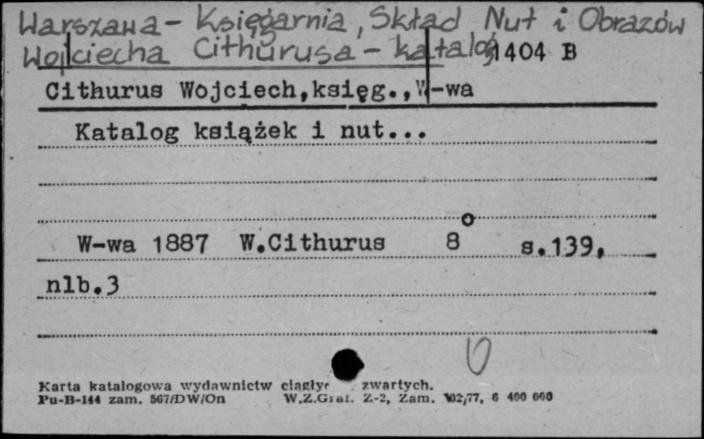 Warszawa - Księgarnia, Skład Nut i Obrazów
Wojciecha Cithurusa - katalog 1404 B
Cithurus Wojciech,księg.,W-wa
Katalog książek i nut...
W-wa 1887 W.Cithurus 8° s.139,
nlb.3
Karta katalogowa wydawnictw ciągłyc zwartych.
Pu-B-144 zam. 567/DW/On W.Z.Graf. Z-2, Zam. 102/77, 6 400 000